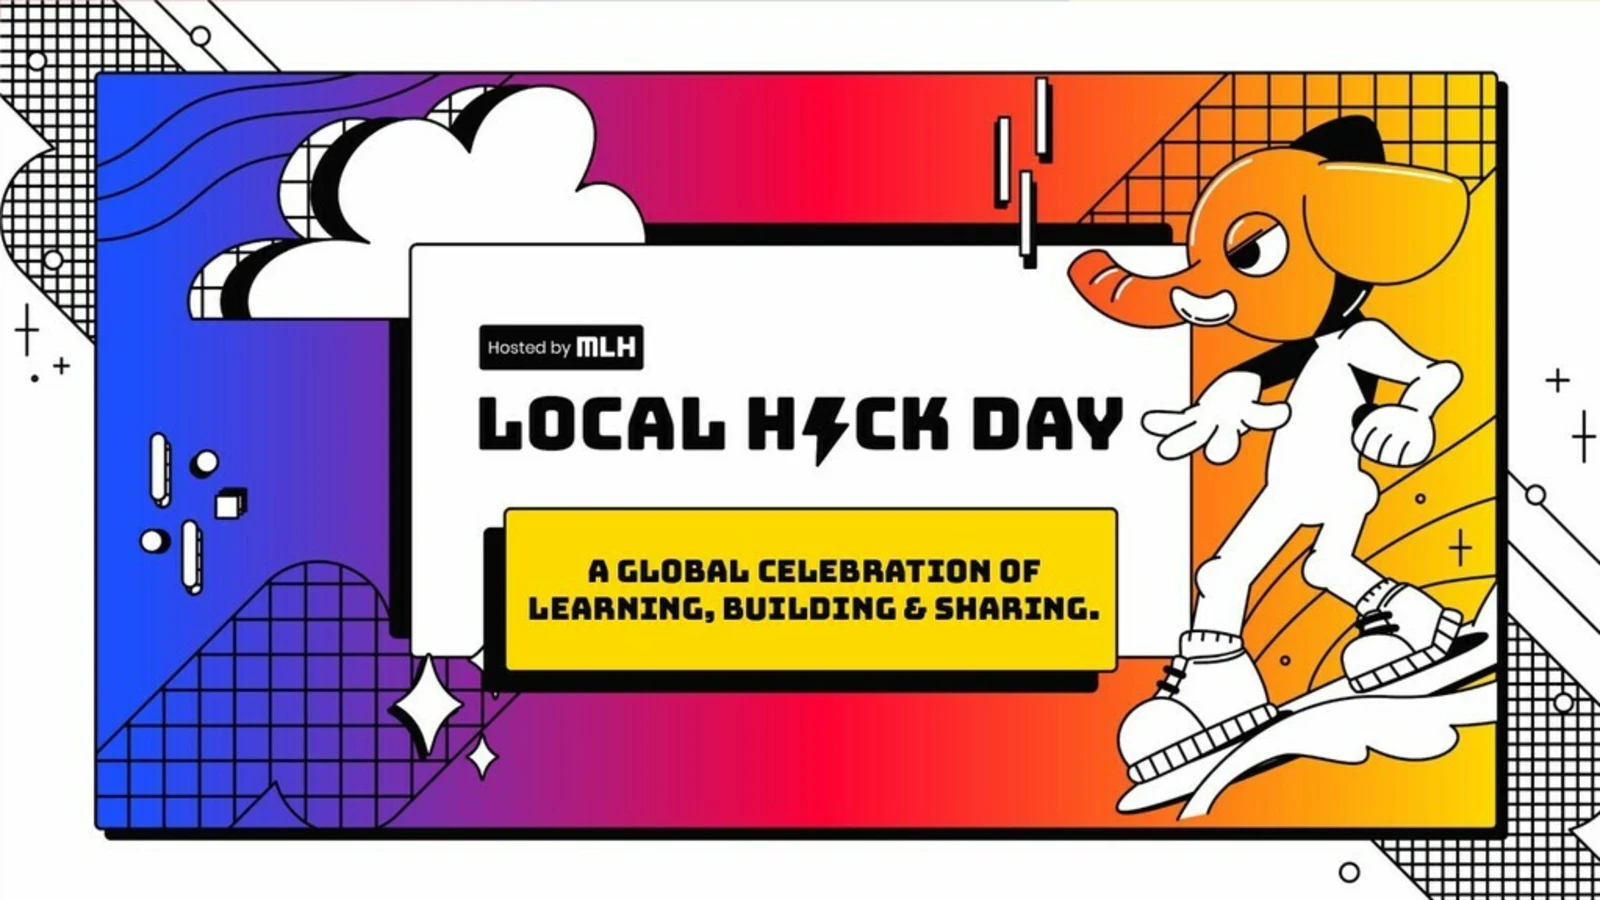 Hosted by MLH
LOCAL HACK DAY
A GLOBAL CELEBRATION OF
LEARNING, BUILDING & SHARING.